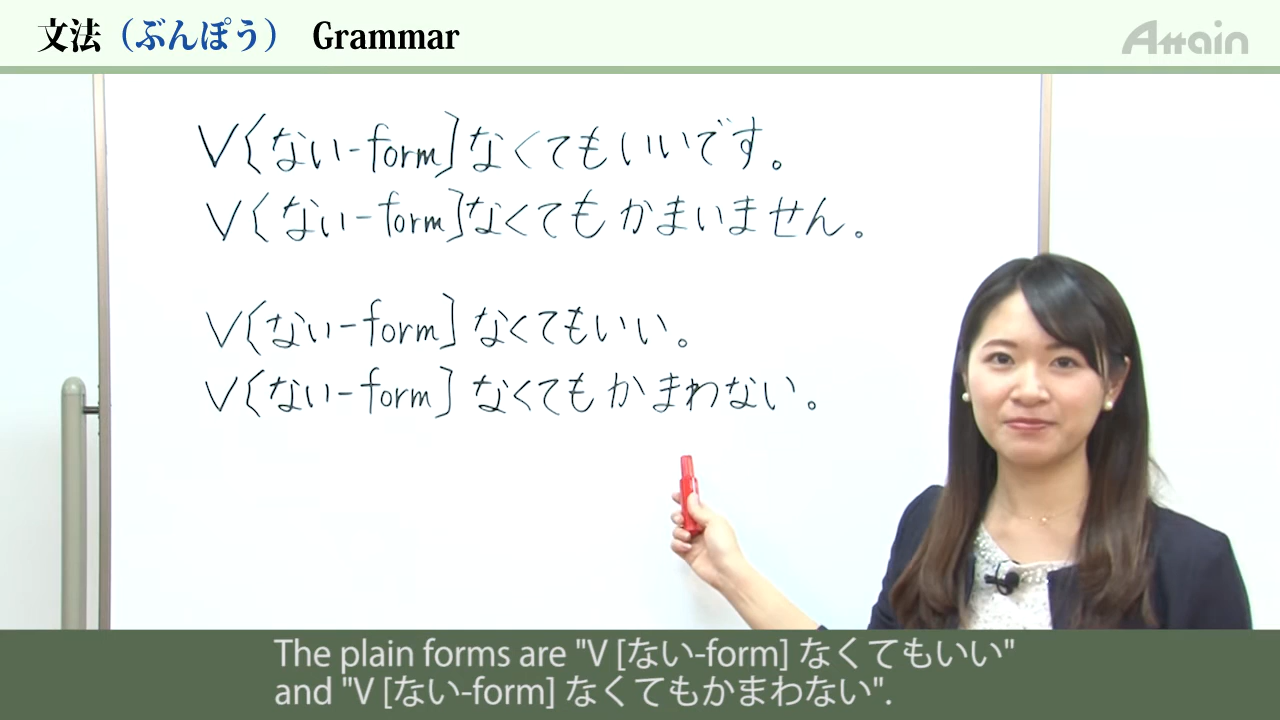 文法（ぶんぽう） Grammar
Attain
V[ない-form]なくてもいいです。
V[ない-form]なくてもかまいません。
V[ない-form]なくてもいい。
V[ない-form]なくてもかまわない。
The plain forms are "V [ない-form] なくてもいい"
and "V [ない-form] なくてもかまわない".